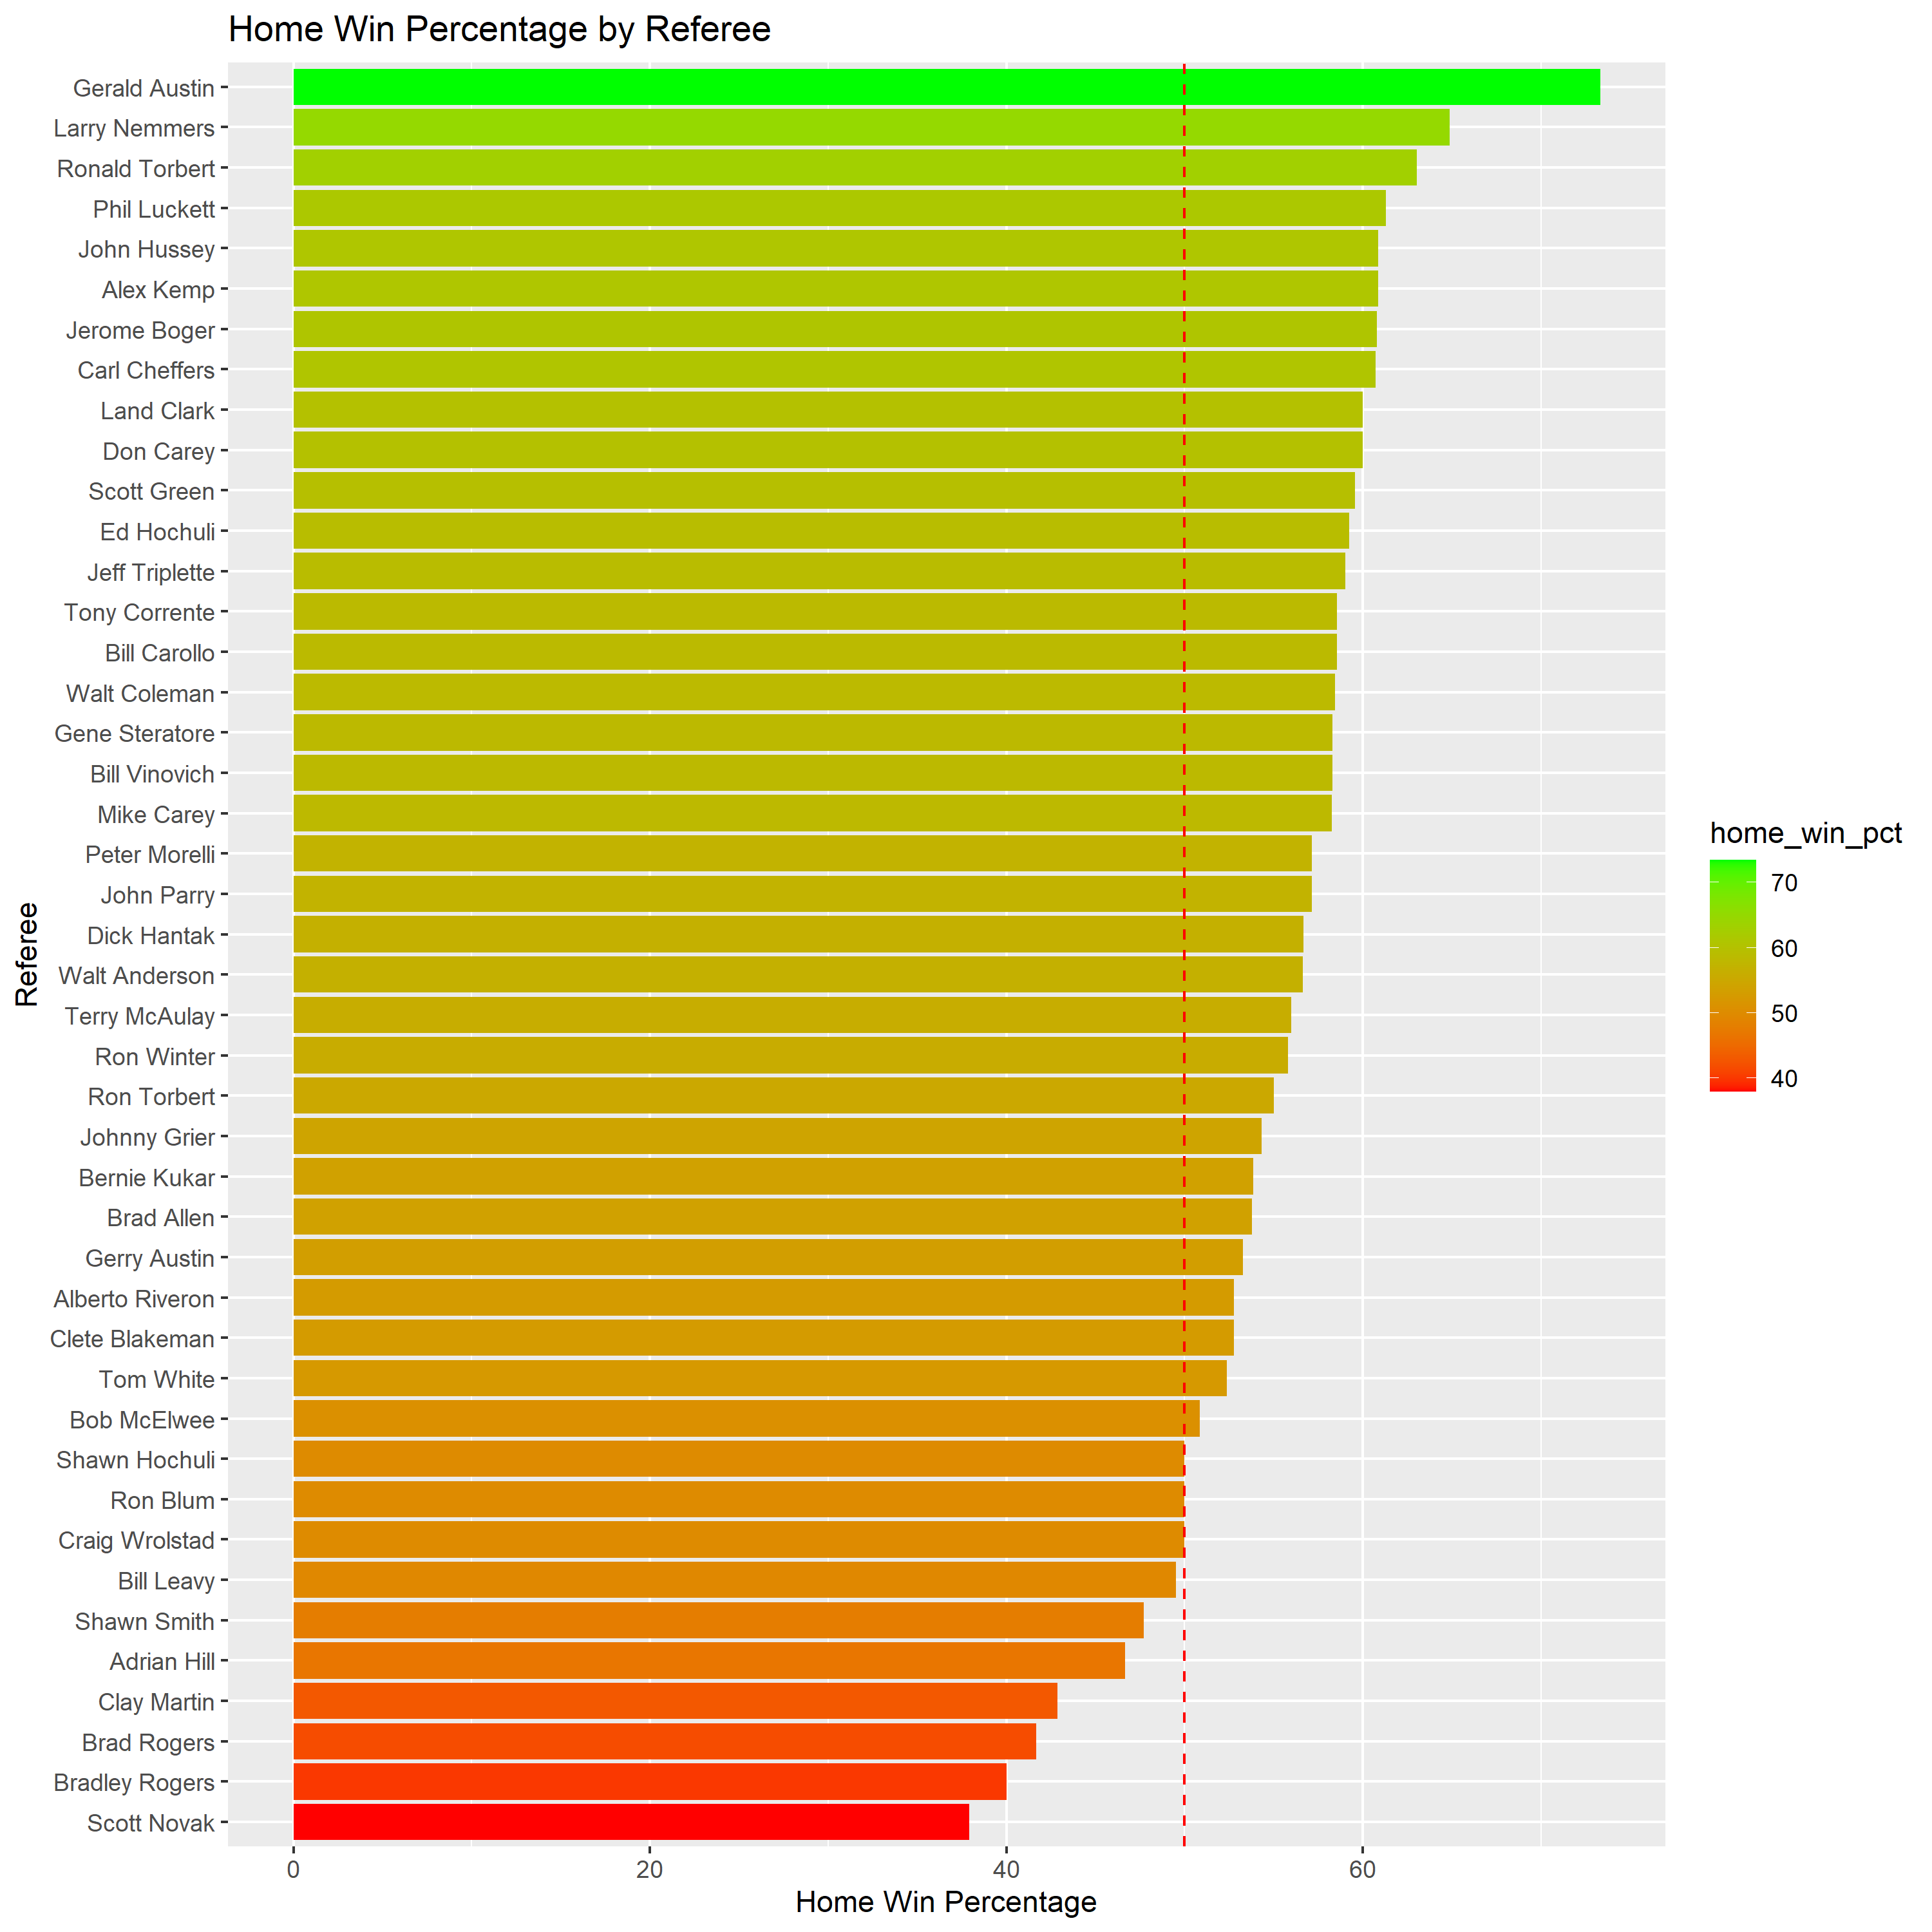 Home Win Percentage by Referee
Gerald Austin
Larry Nemmers
Ronald Torbert
Phil Luckett
John Hussey
Alex Kemp
Jerome Boger
Carl Cheffers
Land Clark
Don Carey
Scott Green
Ed Hochuli
Jeff Triplette
Tony Corrente
Bill Carollo
Walt Coleman
Gene Steratore
Bill Vinovich
Mike Carey
Peter Morelli
John Parry
Dick Hantak
Walt Anderson
Terry McAulay
Ron Winter
Ron Torbert
Johnny Grier
Bernie Kukar
Brad Allen
Gerry Austin
Alberto Riveron
Clete Blakeman
Tom White
Bob McElwee
Shawn Hochuli
Ron Blum
Craig Wrolstad
Bill Leavy
Shawn Smith
Adrian Hill
Clay Martin
Brad Rogers
Bradley Rogers
Scott Novak
Referee
0 20 40 60
Home Win Percentage
home_win_pct
70
60
50
40